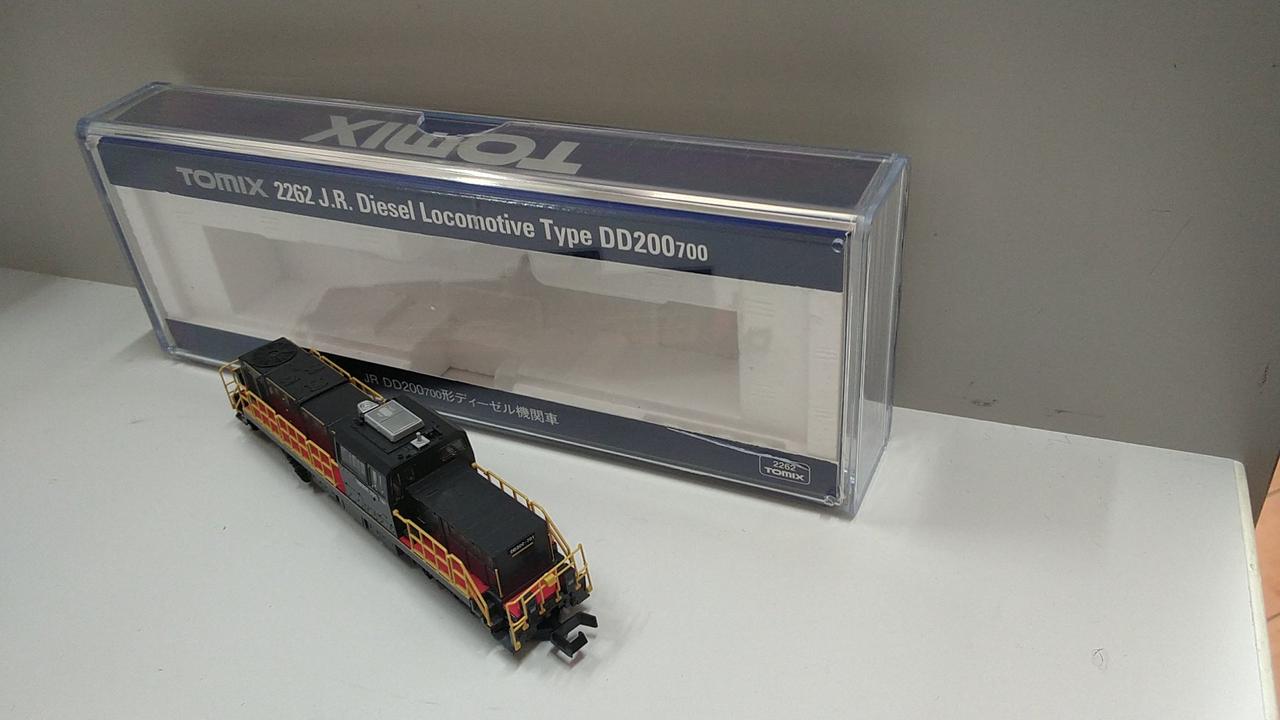 TOMIX
TOMIX 2262 J.R. Diesel Locomotive Type DD200700
JR DD200700形ディーゼル機関車
2262
TOMIX